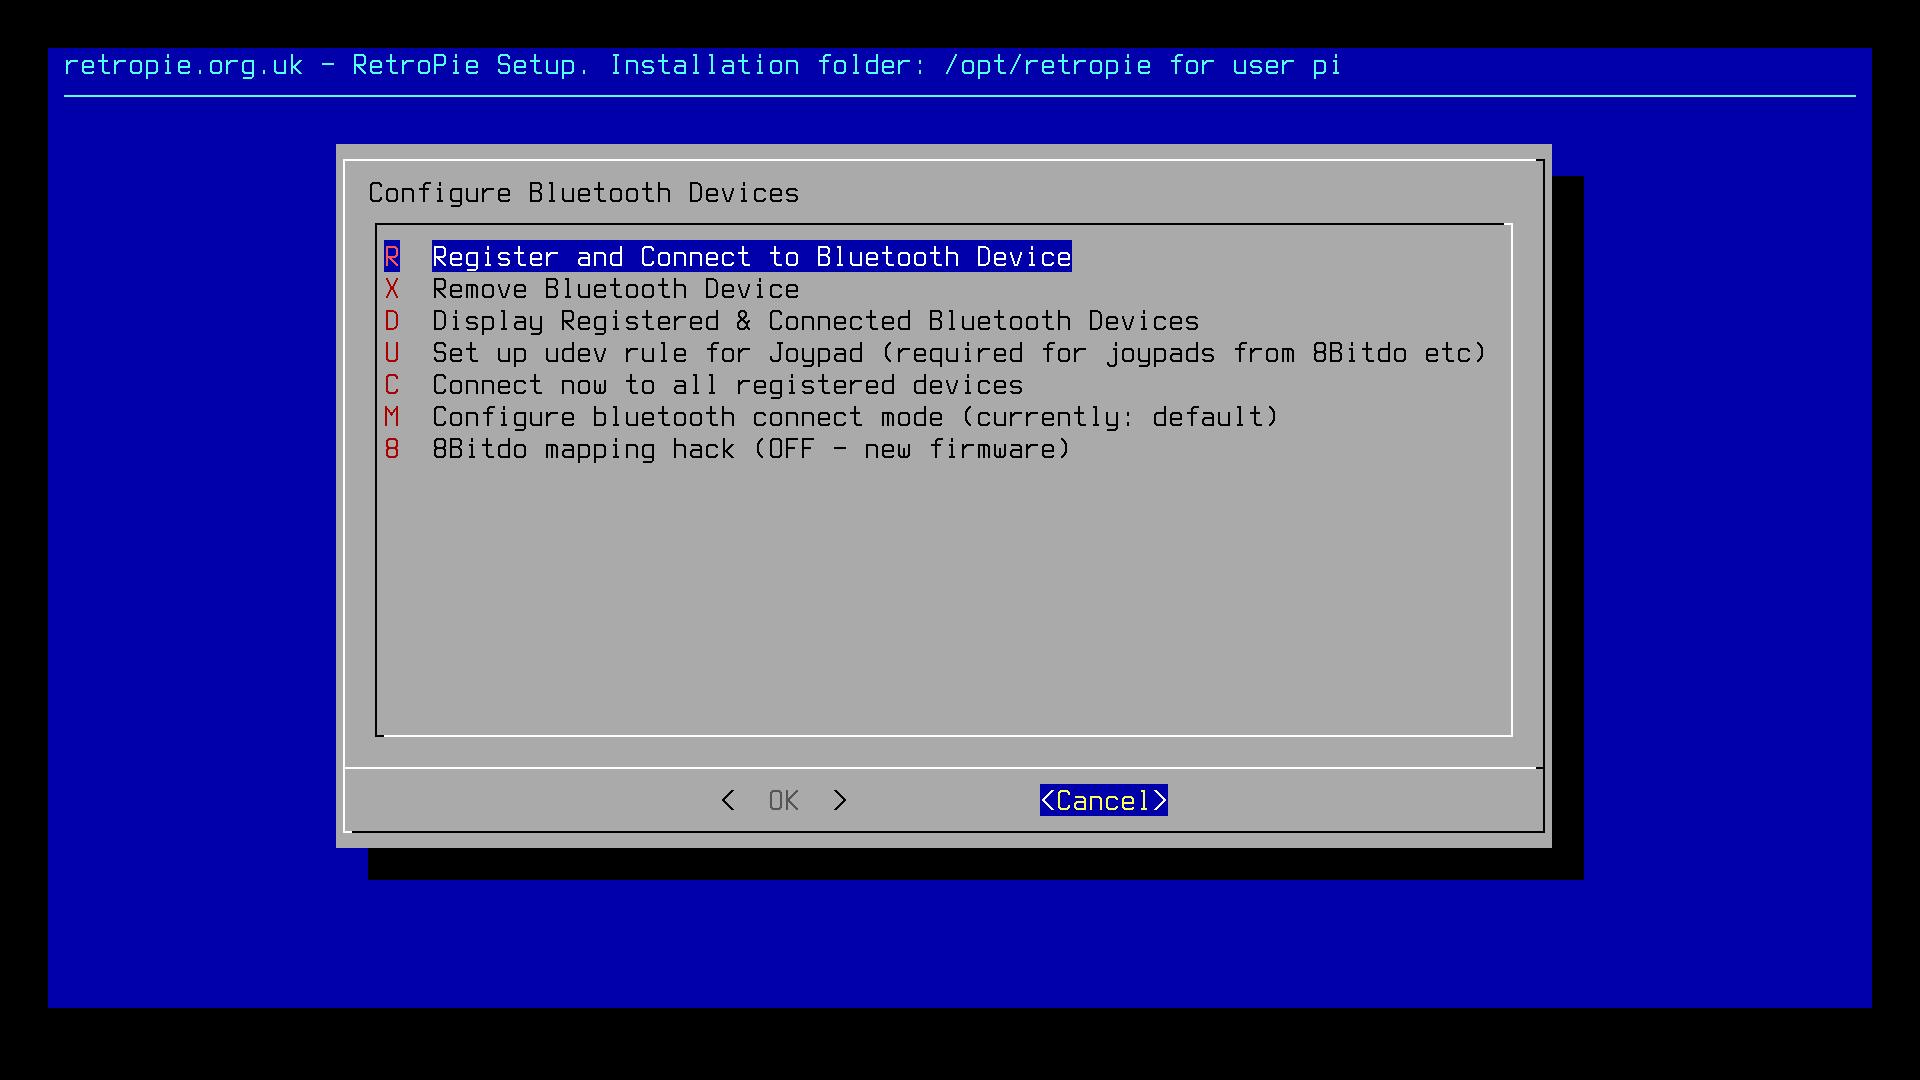 retropie.org.uk - RetroPie Setup. Installation folder: /opt/retropie for user pi
Configure Bluetooth Devices
R Register and Connect to Bluetooth Device
X Remove Bluetooth Device
D Display Registered & Connected Bluetooth Devices
U Set up udev rule for Joypad (required for joypads from 8Bitdo etc)
C Connect now to all registered devices
M Configure bluetooth connect mode (currently: default)
8 8Bitdo mapping hack (OFF - new firmware)
< OK > <Cancel>